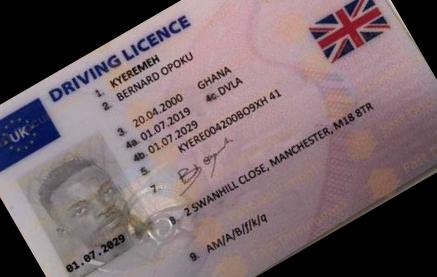 UK
DRIVING LICENCE
1. KYEREMEH
2. BERNARD OPOKU
3. 20.04.2000 GHANA
4a. 01.07.2019 4c. DVLA
4b. 01.07.2029
5. KYERE004200BO9XH 41
7.
8. 2 SWANHILL CLOSE, MANCHESTER, M18 8TR
9. AM/A/B/f/k/q
01.07.2029